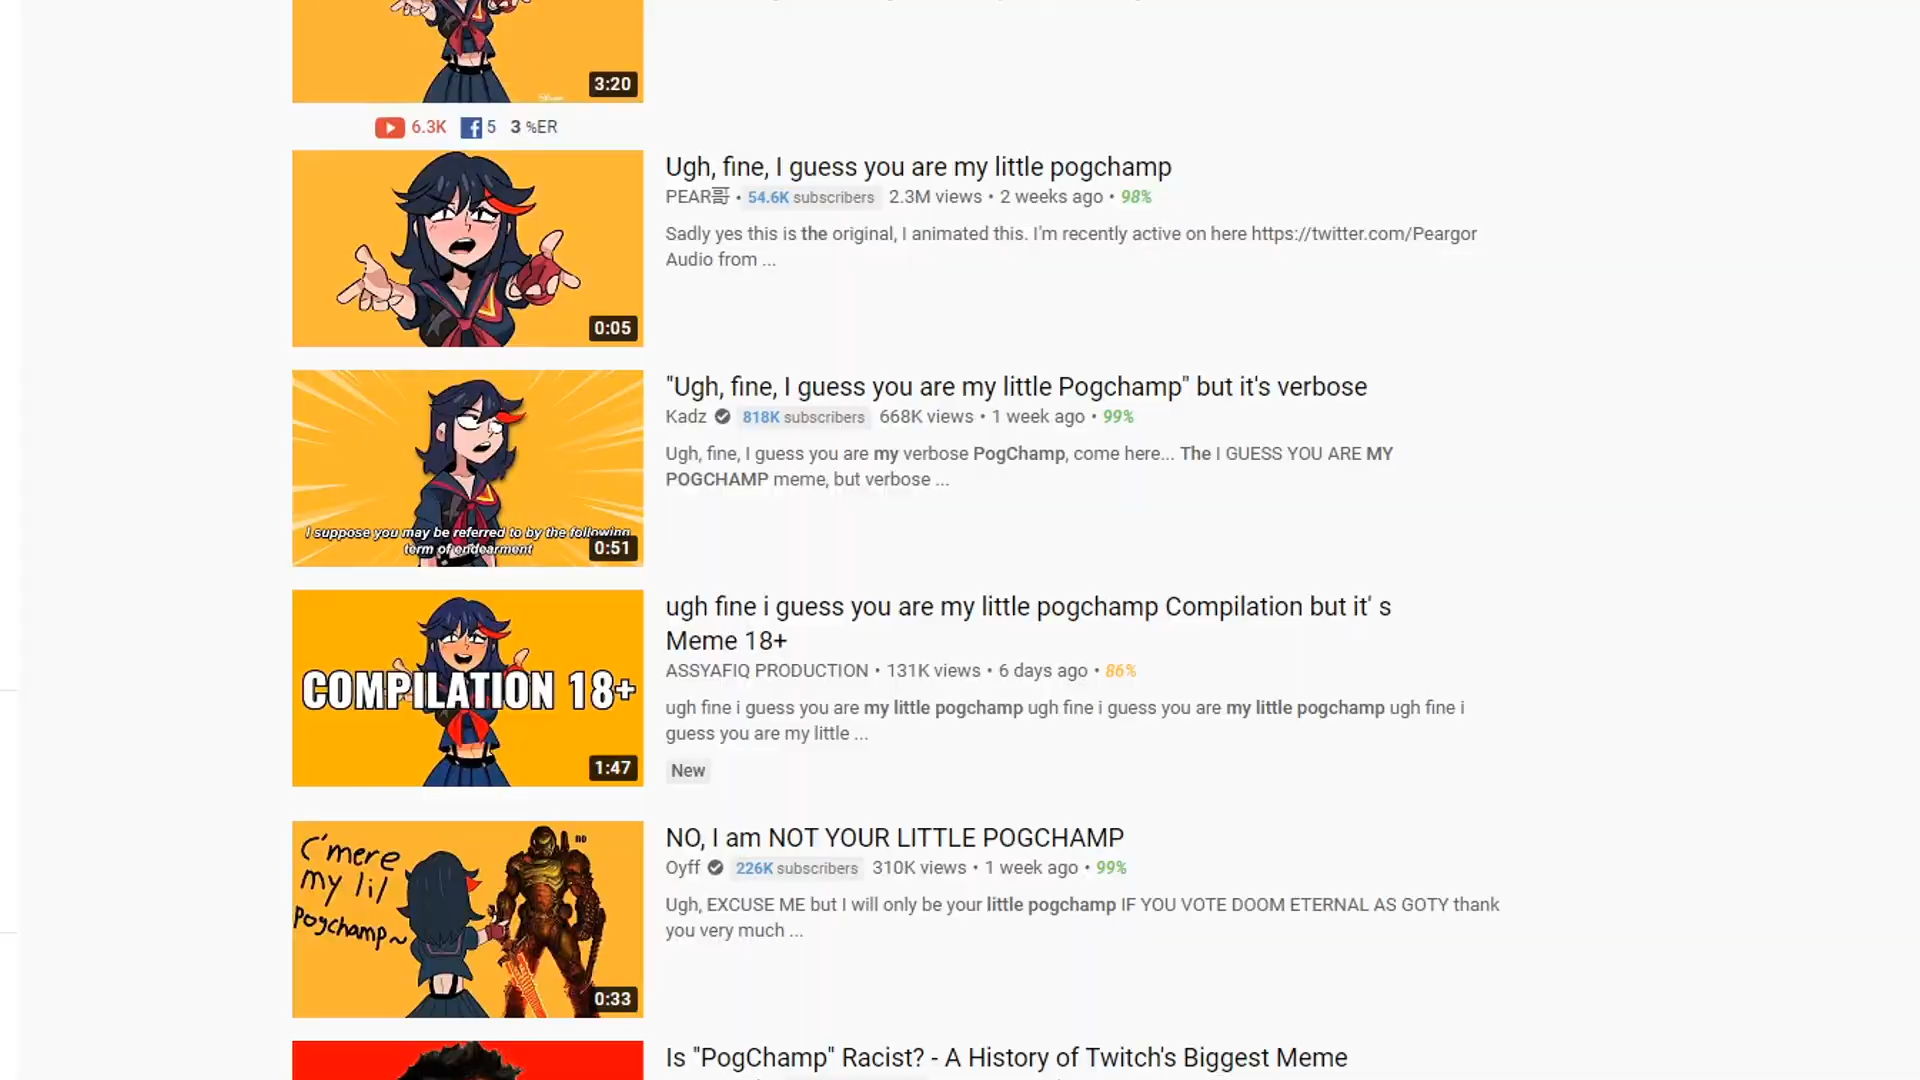 3:20
6.3K 5 3 %ER
Ugh, fine, I guess you are my little pogchamp
PEAR哥 • 54.6K subscribers 2.3M views • 2 weeks ago • 98%
Sadly yes this is the original, I animated this. I'm recently active on here https://twitter.com/Peargor
Audio from ...
0:05
"Ugh, fine, I guess you are my little Pogchamp" but it's verbose
Kadz 818K subscribers 668K views • 1 week ago • 99%
Ugh, fine, I guess you are my verbose PogChamp, come here... The I GUESS YOU ARE MY
POGCHAMP meme, but verbose ...
I suppose you may be referred to by the following
term of endearment
0:51
ugh fine i guess you are my little pogchamp Compilation but it' s
Meme 18+
ASSYAFIQ PRODUCTION • 131K views • 6 days ago • 86%
ugh fine i guess you are my little pogchamp ugh fine i guess you are my little pogchamp ugh fine i
guess you are my little ...
New
COMPILATION 18+
1:47
NO, I am NOT YOUR LITTLE POGCHAMP
Oyff 226K subscribers 310K views • 1 week ago • 99%
Ugh, EXCUSE ME but I will only be your little pogchamp IF YOU VOTE DOOM ETERNAL AS GOTY thank
you very much ...
C'mere
my lil
Pogchamp~
NO
0:33
Is "PogChamp" Racist? - A History of Twitch's Biggest Meme